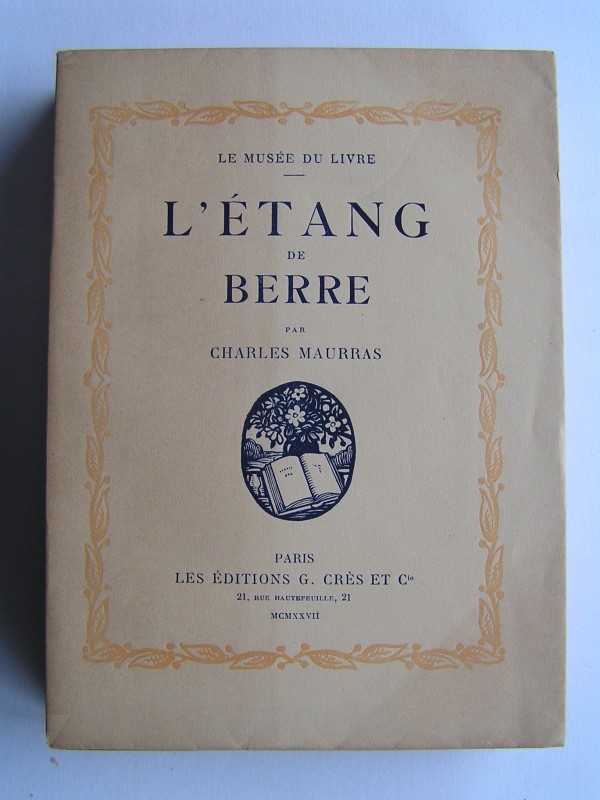 LE MUSÉE DU LIVRE
L'ÉTANG
DE
BERRE
PAR
CHARLES MAURRAS
PARIS
LES ÉDITIONS G. CRÈS ET Cie
21, RUE HAUTEFEUILLE, 21
MCMXXVII